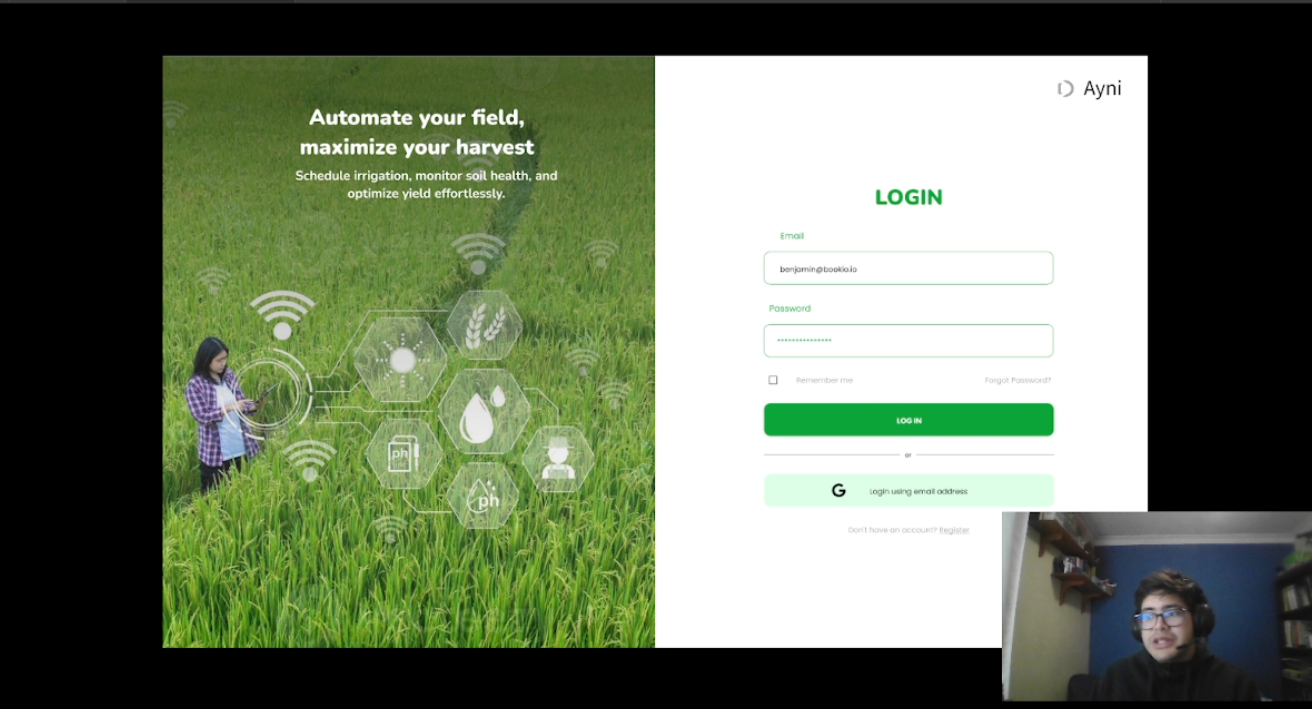 Automate your field,
maximize your harvest
Schedule irrigation, monitor soil health, and
optimize yield effortlessly.
ph
ph
Ayni
LOGIN
Email
benjamin@bookio.io
Password
***************
Remember me
Forgot Password?
LOG IN
or
G
Login using email address
Don't have an account? Register